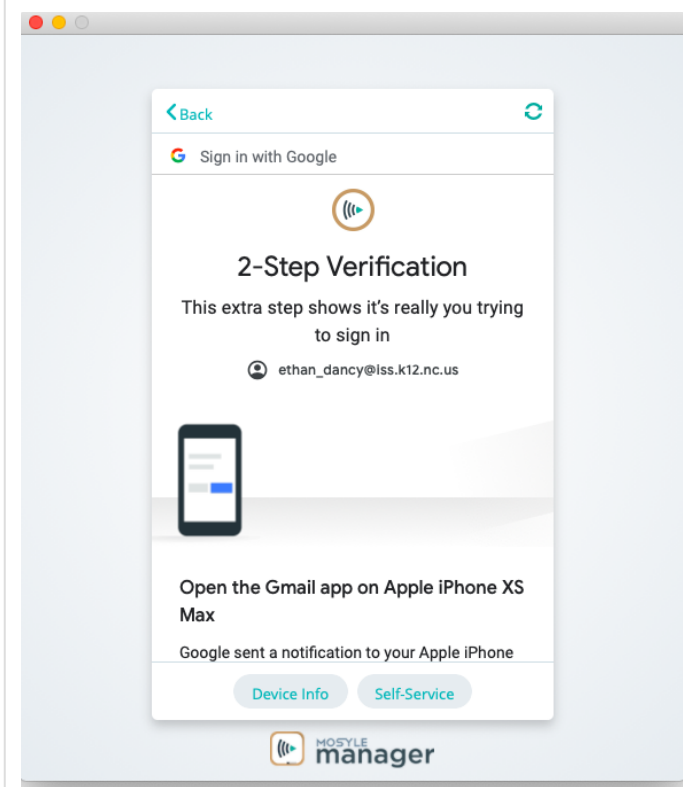 Back
Sign in with Google
2-Step Verification
This extra step shows it's really you trying
to sign in
ethan_dancy@iss.k12.nc.us
Open the Gmail app on Apple iPhone XS
Max
Google sent a notification to your Apple iPhone
Device Info
Self-Service
MOSYLE
manager